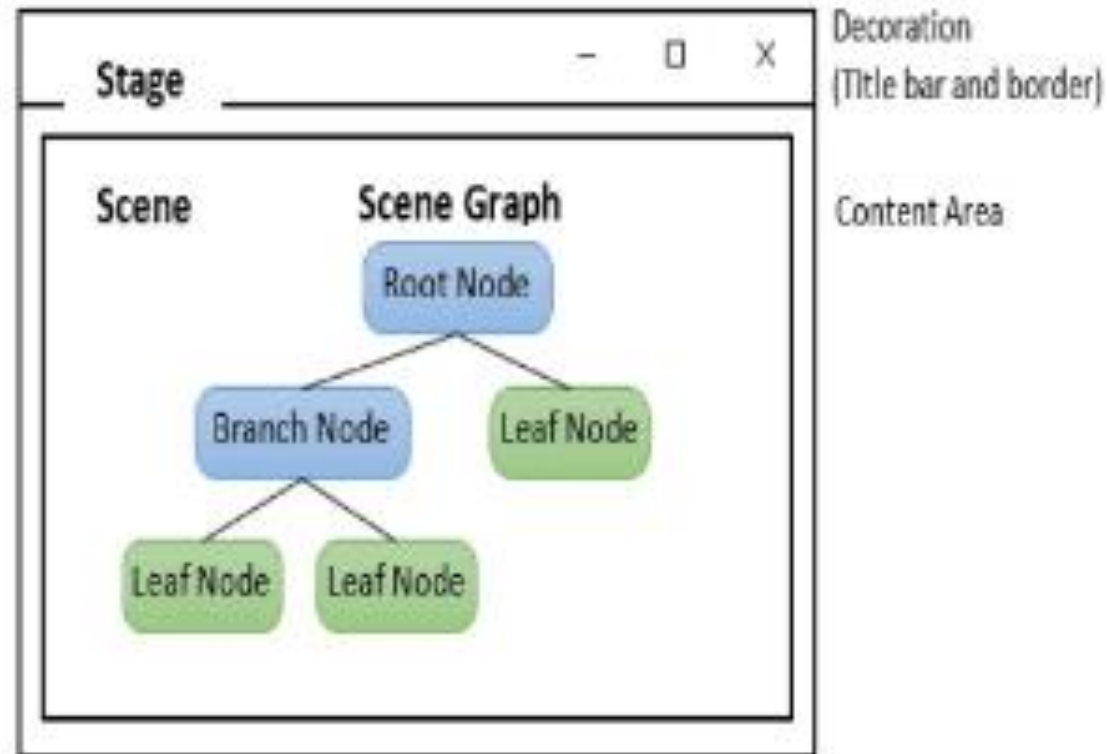 Decoration
(Title bar and border)
Stage
Scene
Scene Graph
Content Area
Root Node
Branch Node
Leaf Node
Leaf Node
Leaf Node